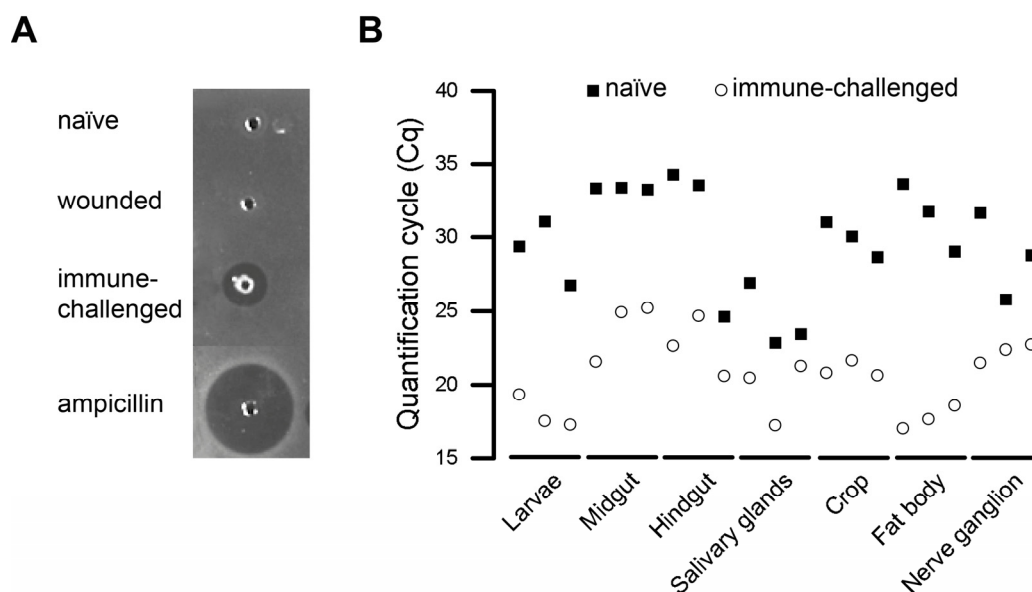 A
naïve
wounded
immune-
challenged
ampicillin
B
naïve
immune-challenged
Quantification cycle (Cq)
40
35
30
25
20
15
Larvae
Midgut
Hindgut
Salivary glands
Crop
Fat body
Nerve ganglion